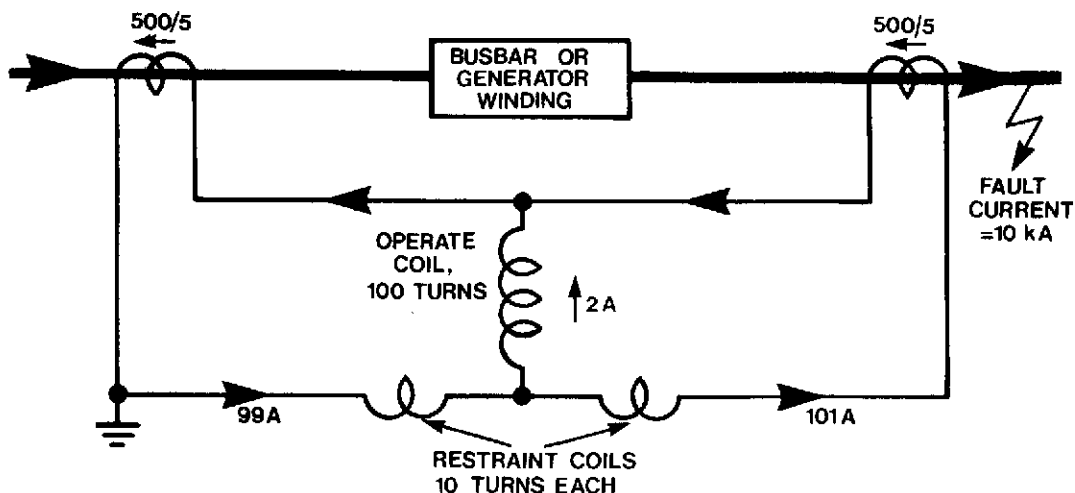 500/5
500/5
BUSBAR OR
GENERATOR
WINDING
FAULT
CURRENT
=10 kA
OPERATE
COIL,
100 TURNS
2A
99A
101A
RESTRAINT COILS
10 TURNS EACH